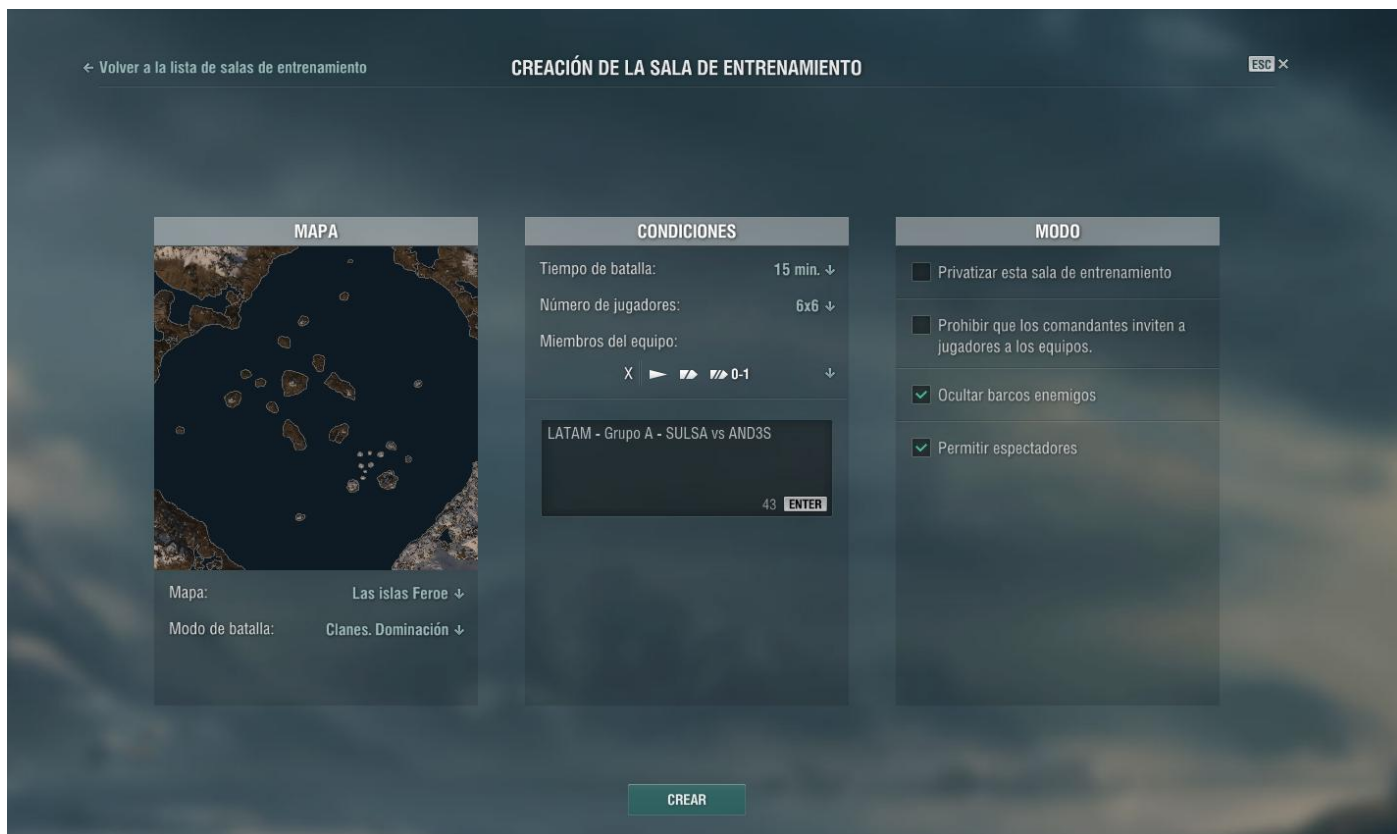 ← Volver a la lista de salas de entrenamiento
CREACIÓN DE LA SALA DE ENTRENAMIENTO
ESC ×
MAPA
Mapa: Las islas Feroe ↓
Modo de batalla: Clanes. Dominación ↓
CONDICIONES
Tiempo de batalla: 15 min. ↓
Número de jugadores: 6x6 ↓
Miembros del equipo:
X 0-1 ↓
LATAM - Grupo A - SULSA vs AND3S
43 ENTER
MODO
Privatizar esta sala de entrenamiento
Prohibir que los comandantes inviten a
jugadores a los equipos.
Ocultar barcos enemigos
Permitir espectadores
CREAR